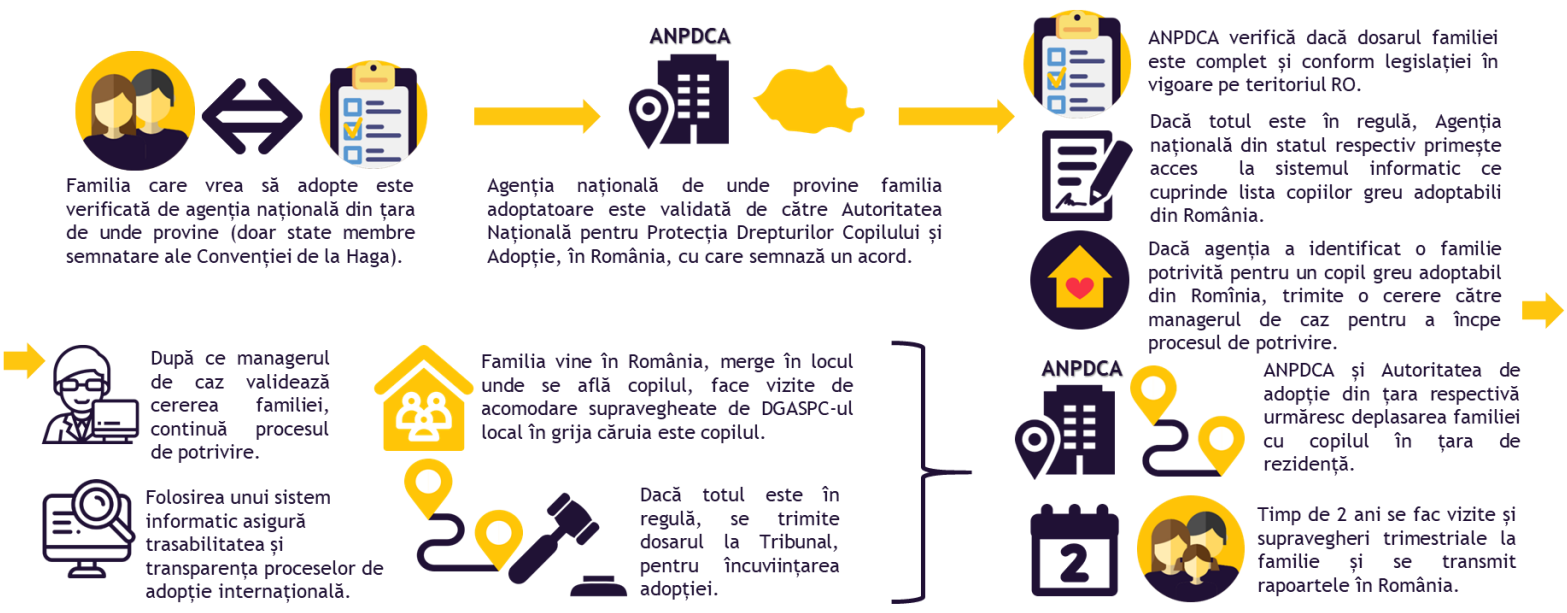 Familia care vrea să adopte este
verificată de agenția națională din țara
de unde provine (doar state membre
semnatare ale Convenției de la Haga).
ANPDCA
Agenția națională de unde provine familia
adoptatoare este validată de către Autoritatea
Națională pentru Protecția Drepturilor Copilului și
Adopție, în România, cu care semnază un acord.
ANPDCA verifică dacă dosarul familiei
este complet și conform legislației în
vigoare pe teritoriul RO.
Dacă totul este în regulă, Agenția
națională din statul respectiv primește
acces la sistemul informatic ce
cuprinde lista copiilor greu adoptabili
din România.
Dacă agenția a identificat o familie
potrivită pentru un copil greu adoptabil
din Romînia, trimite o cerere către
managerul de caz pentru a încpe
procesul de potrivire.
După ce managerul
de caz validează
cererea familiei,
continuă procesul
de potrivire.
Folosirea unui sistem
informatic asigură
trasabilitatea și
transparența proceselor de
adopție internațională.
Familia vine în România, merge în locul
unde se află copilul, face vizite de
acomodare supravegheate de DGASPC-ul
local în grija căruia este copilul.
Dacă totul este în
regulă, se trimite
dosarul la Tribunal,
pentru încuviințarea
adopției.
ANPDCA
ANPDCA și Autoritatea de
adopție din țara respectivă
urmăresc deplasarea familiei
cu copilul în țara de
rezidență.
2
Timp de 2 ani se fac vizite și
supravegheri trimestriale la
familie și se transmit
rapoartele în România.